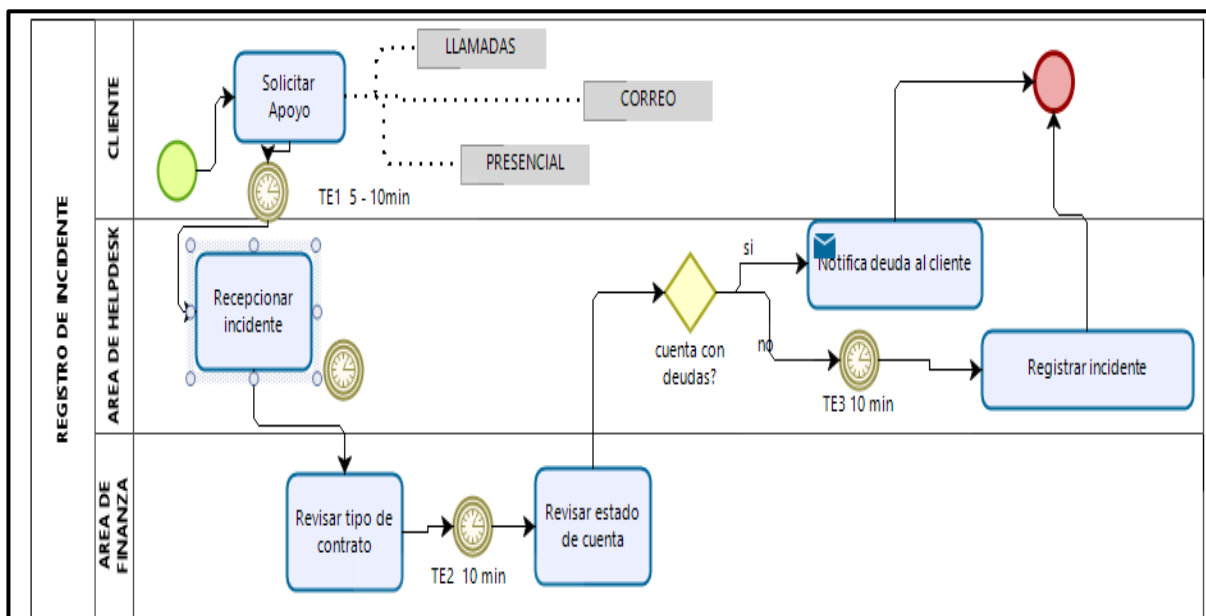 REGISTRO DE INCIDENTE
CLIENTE
Solicitar
Apoyo
LLAMADAS
CORREO
PRESENCIAL
TE1 5 - 10min
AREA DE HELPDESK
Recepcionar
incidente
cuenta con
deudas?
si
no
Notifica deuda al cliente
TE3 10 min
Registrar incidente
AREA DE
FINANZA
Revisar tipo de
contrato
TE2 10 min
Revisar estado
de cuenta